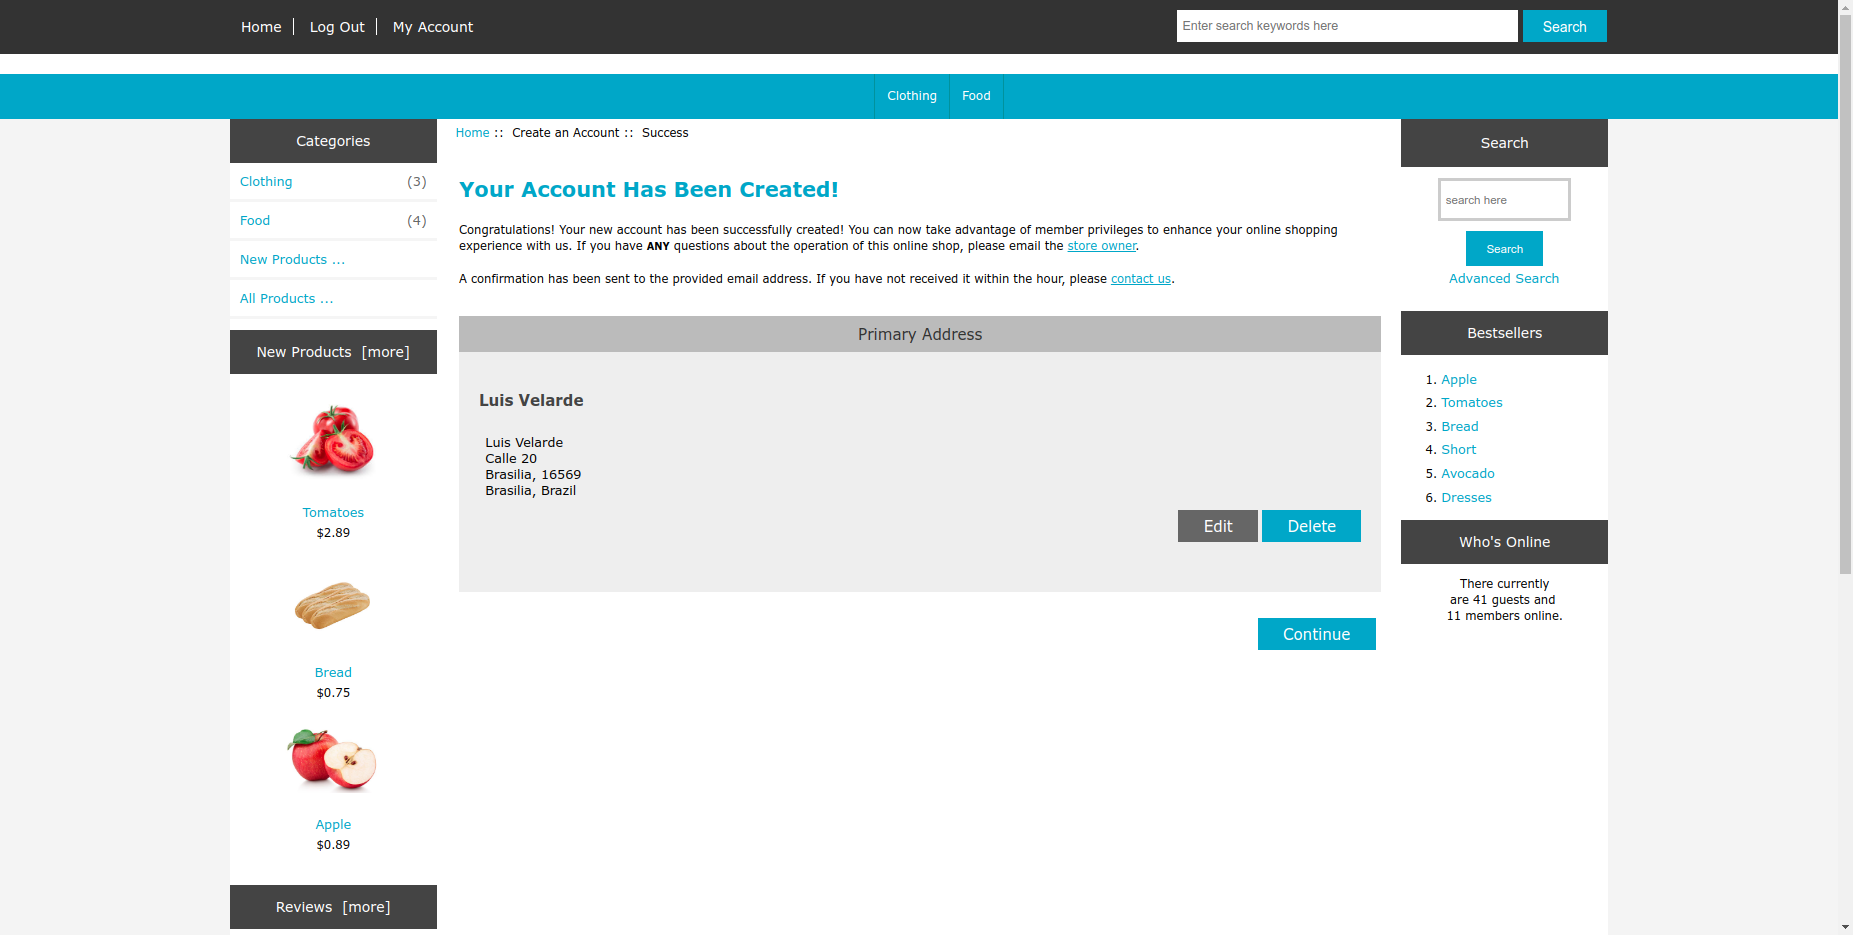 Home
Log Out
My Account
Enter search keywords here
Search
Clothing
Food
Categories
Clothing (3)
Food (4)
New Products ...
All Products ...
New Products [more]
Tomatoes
$2.89
Bread
$0.75
Apple
$0.89
Reviews [more]
Home :: Create an Account :: Success
Your Account Has Been Created!
Congratulations! Your new account has been successfully created! You can now take advantage of member privileges to enhance your online shopping
experience with us. If you have ANY questions about the operation of this online shop, please email the store owner.
A confirmation has been sent to the provided email address. If you have not received it within the hour, please contact us.
Primary Address
Luis Velarde
Luis Velarde
Calle 20
Brasilia, 16569
Brasilia, Brazil
Edit
Delete
Continue
Search
search here
Search
Advanced Search
Bestsellers
1. Apple
2. Tomatoes
3. Bread
4. Short
5. Avocado
6. Dresses
Who's Online
There currently
are 41 guests and
11 members online.